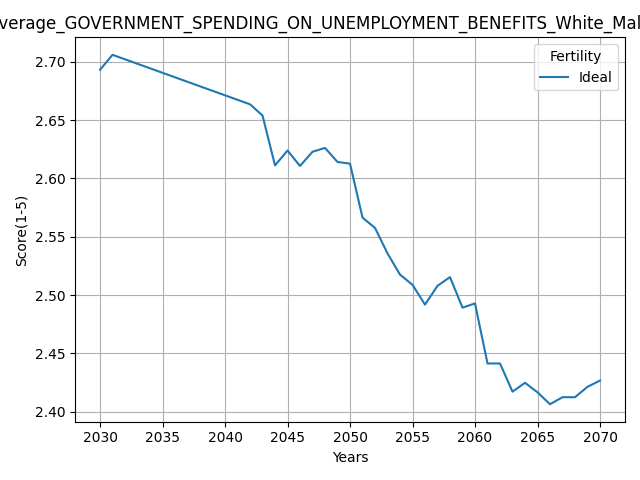 verage_GOVERNMENT_SPENDING_ON_UNEMPLOYMENT_BENEFITS_White_Mal
Fertility
Ideal
Score(1-5)
2.70
2.65
2.60
2.55
2.50
2.45
2.40
2030 2035 2040 2045 2050 2055 2060 2065 2070
Years